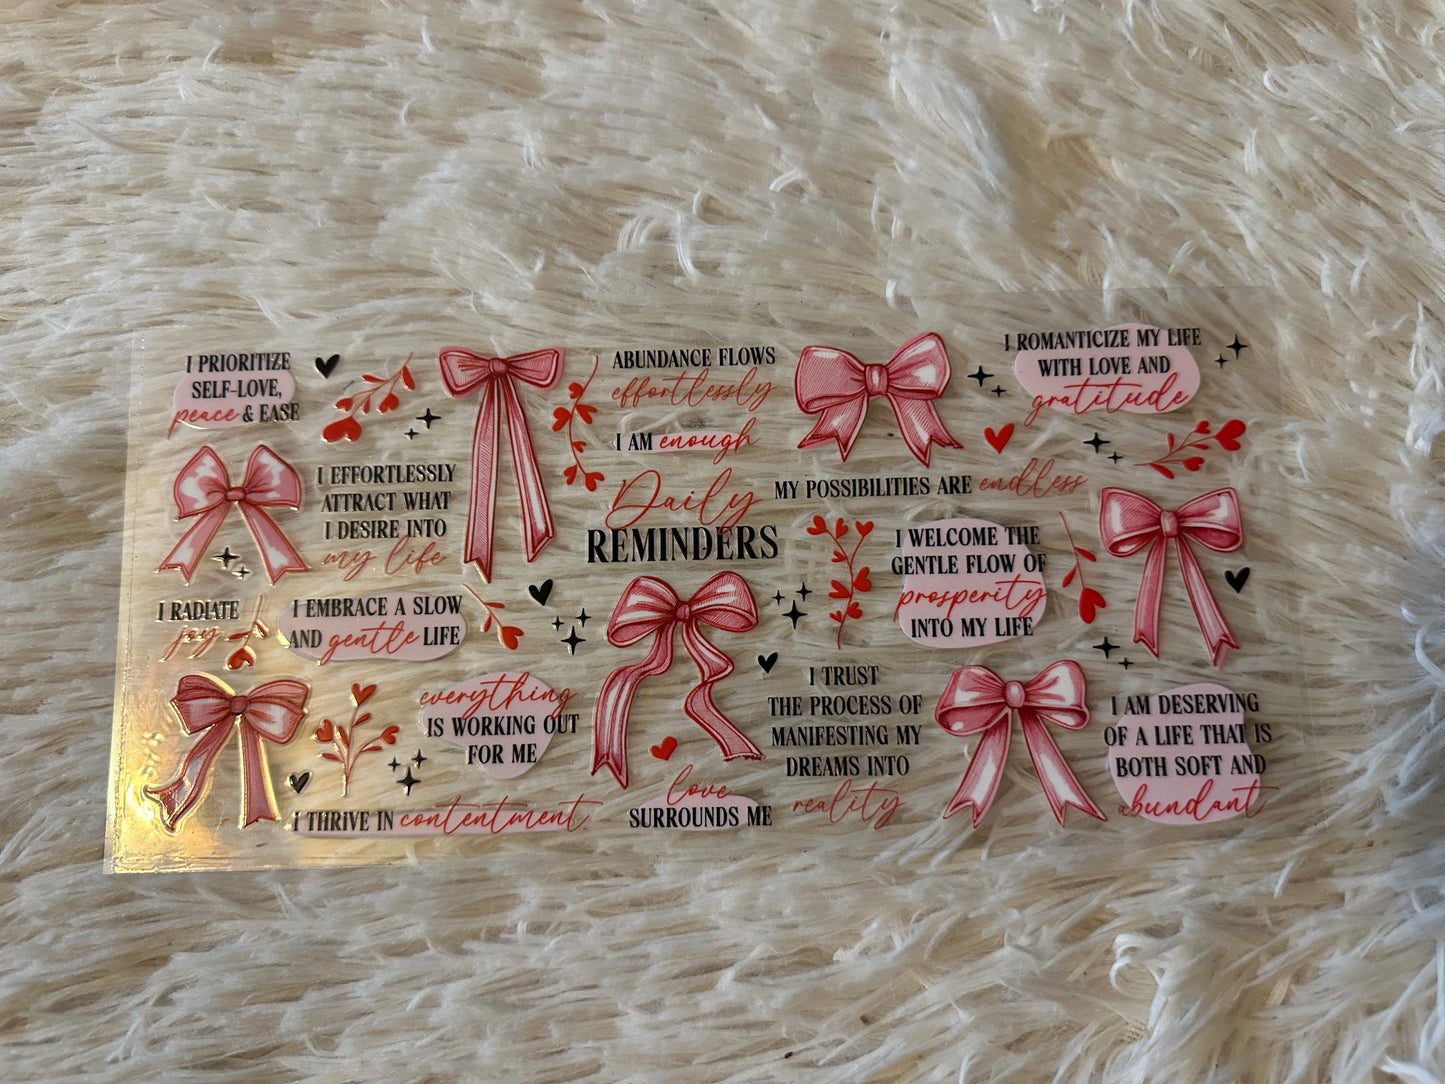 I PRIORITIZE
SELF-LOVE,
peace & EASE
ABUNDANCE FLOWS
effortlessly
I AM enough
I ROMANTICIZE MY LIFE
WITH LOVE AND
gratitude
I EFFORTLESSLY
ATTRACT WHAT
I DESIRE INTO
my life
Daily
REMINDERS
MY POSSIBILITIES ARE endless
I WELCOME THE
GENTLE FLOW OF
prosperity
INTO MY LIFE
I RADIATE
joy
I EMBRACE A SLOW
AND gentle LIFE
everything
IS WORKING OUT
FOR ME
I THRIVE IN contentment
love
SURROUNDS ME
I TRUST
THE PROCESS OF
MANIFESTING MY
DREAMS INTO
reality
I AM DESERVING
OF A LIFE THAT IS
BOTH SOFT AND
abundant